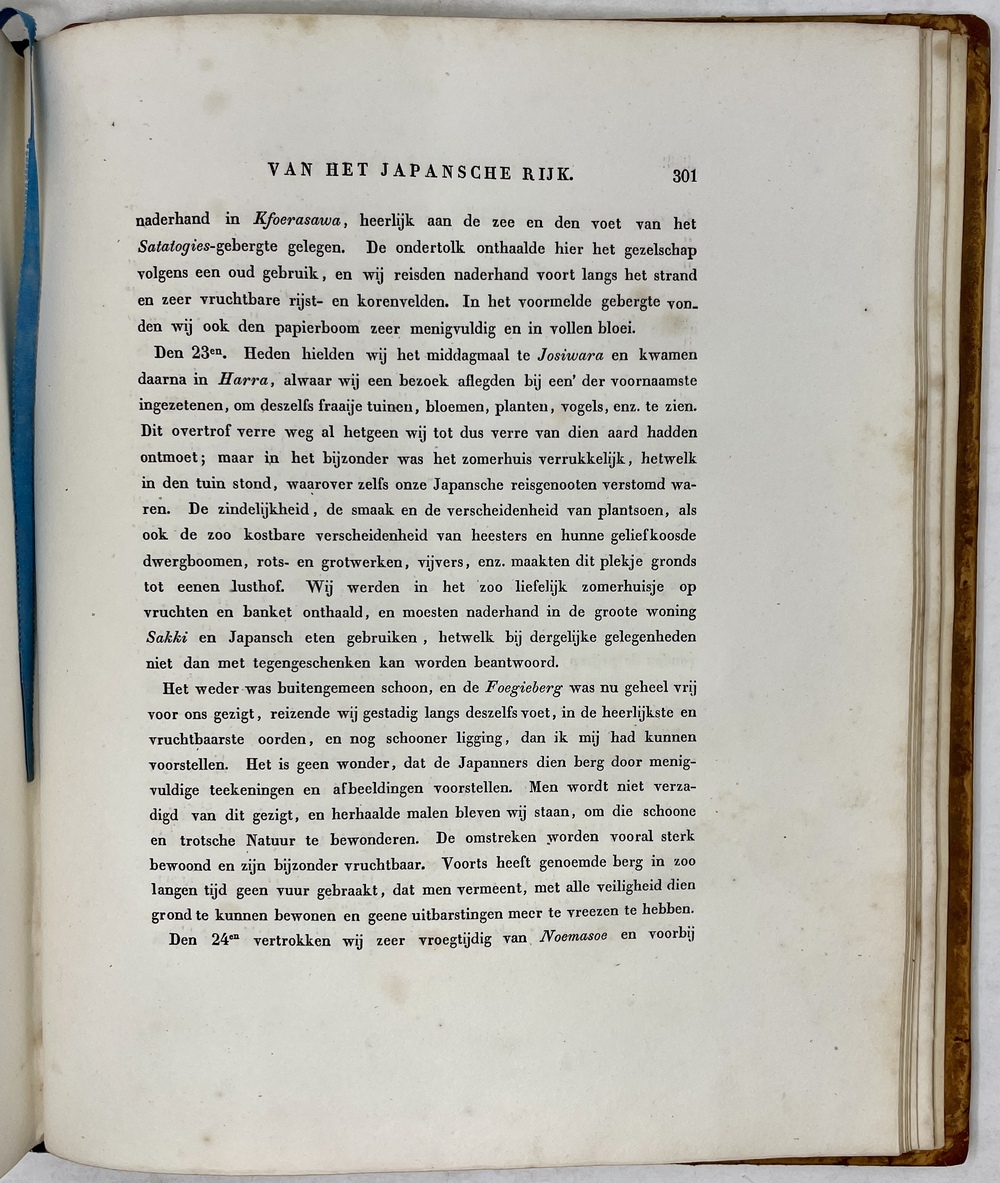 VAN HET JAPANSCHE RIJK. 301
naderhand in Kfoerasawa, heerlijk aan de zee en den voet van het
Satatogies-gebergte gelegen. De ondertolk onthaalde hier het gezelschap
volgens een oud gebruik, en wij reisden naderhand voort langs het strand
en zeer vruchtbare rijst- en korenvelden. In het voormelde gebergte von-
den wij ook den papierboom zeer menigvuldig en in vollen bloei.
Den 23en. Heden hielden wij het middagmaal te Josiwara en kwamen
daarna in Harra, alwaar wij een bezoek aflegden bij een' der voornaamste
ingezetenen, om deszelfs fraaije tuinen, bloemen, planten, vogels, enz. te zien.
Dit overtrof verre weg al hetgeen wij tot dus verre van dien aard hadden
ontmoet; maar in het bijzonder was het zomerhuis verrukkelijk, hetwelk
in den tuin stond, waarover zelfs onze Japansche reisgenooten verstomd wa-
ren. De zindelijkheid, de smaak en de verscheidenheid van plantsoen, als
ook de zoo kostbare verscheidenheid van heesters en hunne geliefkoosde
dwergboomen, rots- en grotwerken, vijvers, enz. maakten dit plekje gronds
tot eenen lusthof. Wij werden in het zoo liefelijk zomerhuisje op
vruchten en banket onthaald, en moesten naderhand in de groote woning
Sakki en Japansch eten gebruiken, hetwelk bij dergelijke gelegenheden
niet dan met tegengeschenken kan worden beantwoord.
Het weder was buitengemeen schoon, en de Foegieberg was nu geheel vrij
voor ons gezigt, reizende wij gestadig langs deszelfs voet, in de heerlijkste en
vruchtbaarste oorden, en nog schooner ligging, dan ik mij had kunnen
voorstellen. Het is geen wonder, dat de Japanners dien berg door menig-
vuldige teekeningen en afbeeldingen voorstellen. Men wordt niet verza-
digd van dit gezigt, en herhaalde malen bleven wij staan, om die schoone
en trotsche Natuur te bewonderen. De omstreken worden vooral sterk
bewoond en zijn bijzonder vruchtbaar. Voorts heeft genoemde berg in zoo
langen tijd geen vuur gebraakt, dat men vermeent, met alle veiligheid dien
grond te kunnen bewonen en geene uitbarstingen meer te vreezen te hebben.
Den 24en vertrokken wij zeer vroegtijdig van Noemasoe en voorbij